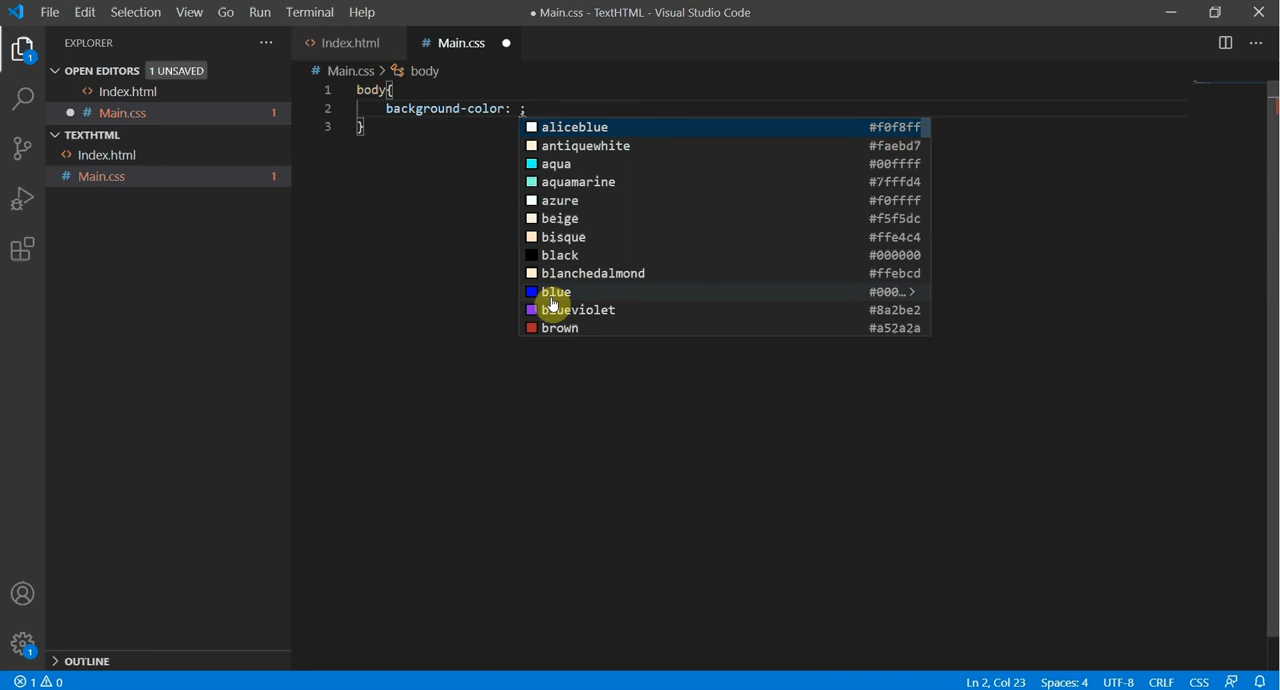 File Edit Selection View Go Run Terminal Help ● Main.css - TextHTML - Visual Studio Code
EXPLORER ··· <> Index.html # Main.css ●
OPEN EDITORS 1 UNSAVED # Main.css > body
<> Index.html
● # Main.css 1
TEXTHTML
<> Index.html
# Main.css 1
1 body{
2 background-color: ;
3 }
aliceblue #f0f8ff
antiquewhite #faebd7
aqua #00ffff
aquamarine #7fffd4
azure #f0ffff
beige #f5f5dc
bisque #ffe4c4
black #000000
blanchedalmond #ffebcd
blue #000… >
blueviolet #8a2be2
brown #a52a2a
1
1
> OUTLINE
1 0 Ln 2, Col 23 Spaces: 4 UTF-8 CRLF CSS